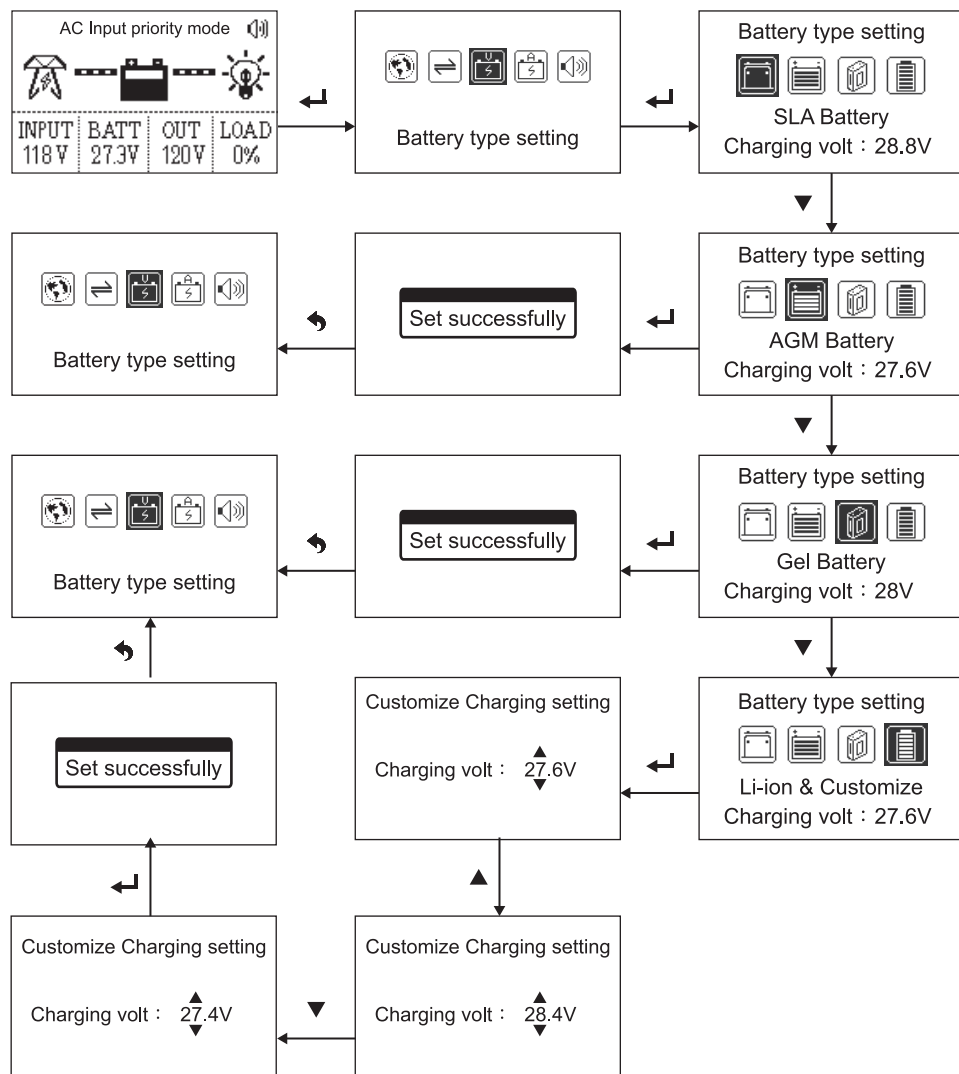 AC Input priority mode
INPUT BATT OUT LOAD
118V 27.3V 120V 0%
U A
Battery type setting
Battery type setting
SLA Battery
Charging volt：28.8V
U A
Battery type setting
Set successfully
Battery type setting
AGM Battery
Charging volt：27.6V
U A
Battery type setting
Set successfully
Battery type setting
Gel Battery
Charging volt：28V
Set successfully
Customize Charging setting
Charging volt： 27.6V
Battery type setting
Li-ion & Customize
Charging volt：27.6V
Customize Charging setting
Charging volt： 27.4V
Customize Charging setting
Charging volt： 28.4V